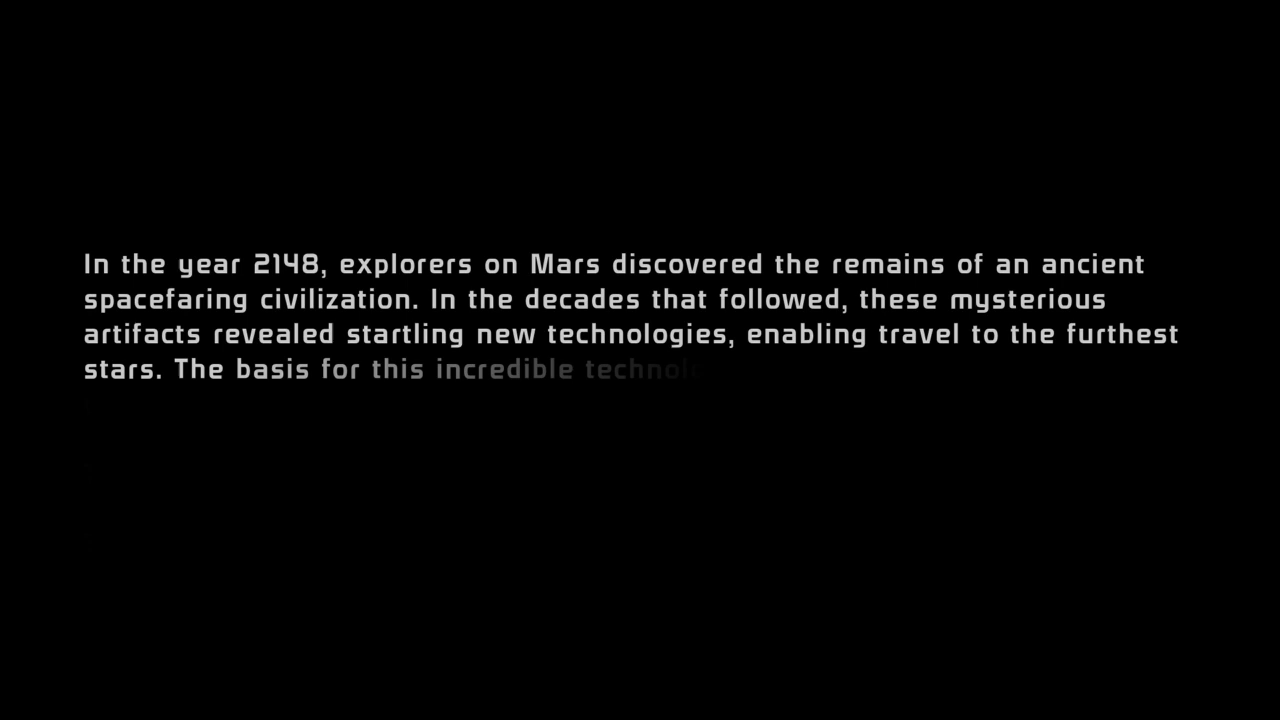 In the year 2148, explorers on Mars discovered the remains of an ancient
spacefaring civilization. In the decades that followed, these mysterious
artifacts revealed startling new technologies, enabling travel to the furthest
stars. The basis for this incredible technolo